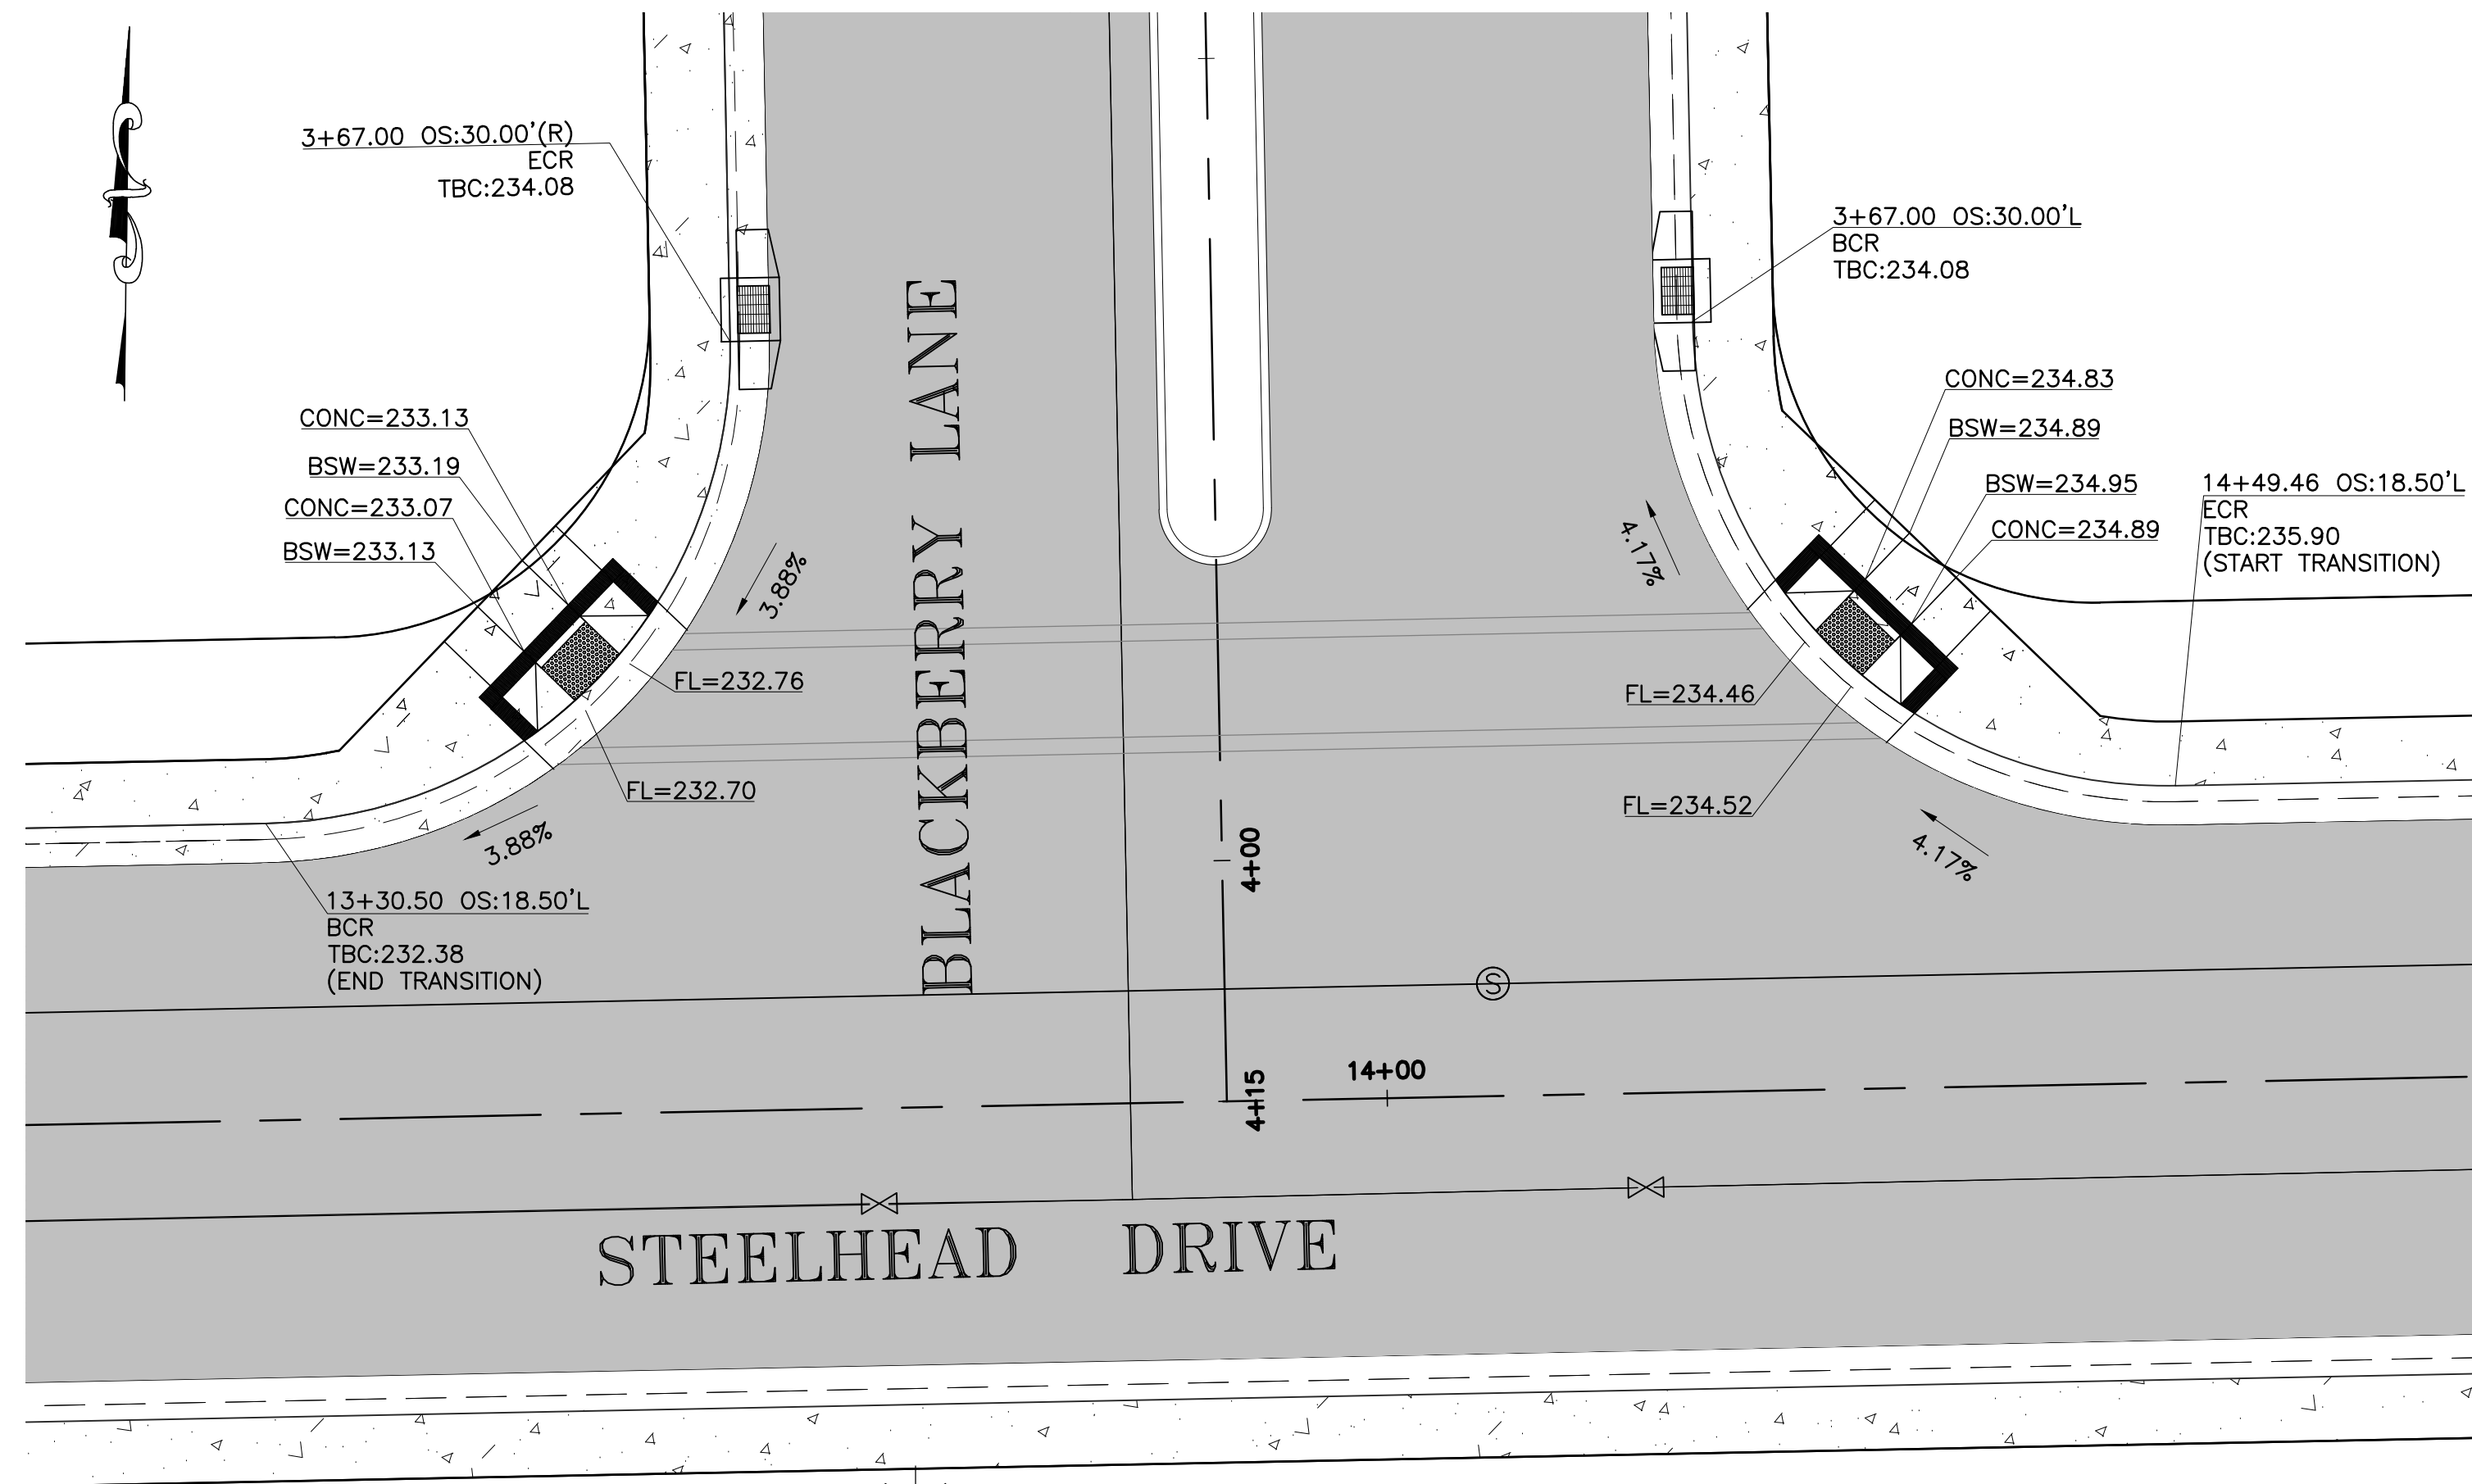 3+67.00 OS:30.00'(R)
ECR
TBC:234.08
3+67.00 OS:30.00'L
BCR
TBC:234.08
CONC=233.13
BSW=233.19
CONC=233.07
BSW=233.13
CONC=234.83
BSW=234.89
BSW=234.95
CONC=234.89
14+49.46 OS:18.50'L
ECR
TBC:235.90
(START TRANSITION)
3.88%
4.17%
FL=232.76
FL=232.70
FL=234.46
FL=234.52
3.88%
4.17%
BLACKBERRY LANE
4+00
13+30.50 OS:18.50'L
BCR
TBC:232.38
(END TRANSITION)
S
4+15
14+00
STEELHEAD DRIVE